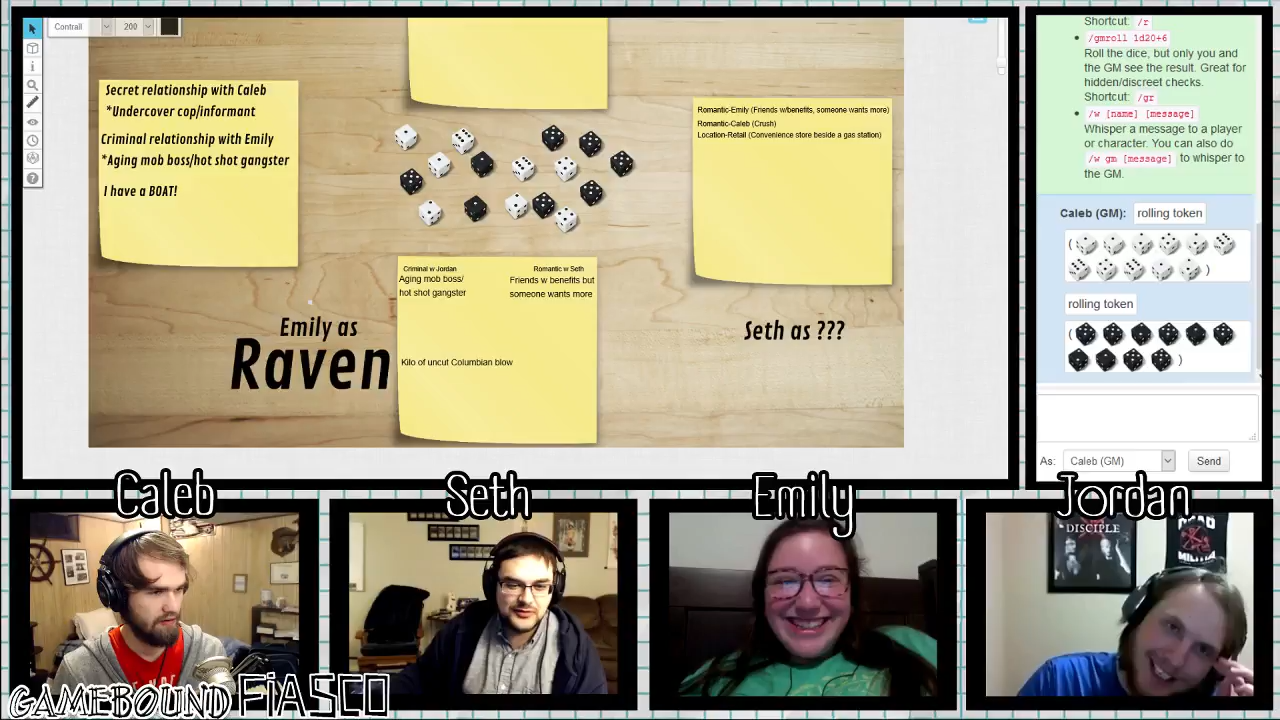 Contrail 200
Secret relationship with Caleb
*Undercover cop/informant
Criminal relationship with Emily
*Aging mob boss/hot shot gangster
I have a BOAT!
Romantic-Emily (Friends w/benefits, someone wants more)
Romantic-Caleb (Crush)
Location-Retail (Convenience store beside a gas station)
Criminal w Jordan
Aging mob boss/
hot shot gangster
Romantic w Seth
Friends w benefits but
someone wants more
Kilo of uncut Columbian blow
Emily as
Raven
Seth as ???
Shortcut: /r
/gmroll 1d20+6
Roll the dice, but only you and
the GM see the result. Great for
hidden/discreet checks.
Shortcut: /gr
/w [name] [message]
Whisper a message to a player
or character. You can also do
/w gm [message] to whisper to
the GM.
Caleb (GM): rolling token
rolling token
As: Caleb (GM) Send
Caleb
Seth
Emily
Jordan
DISCIPLE
GAMEBOUND FiASCO